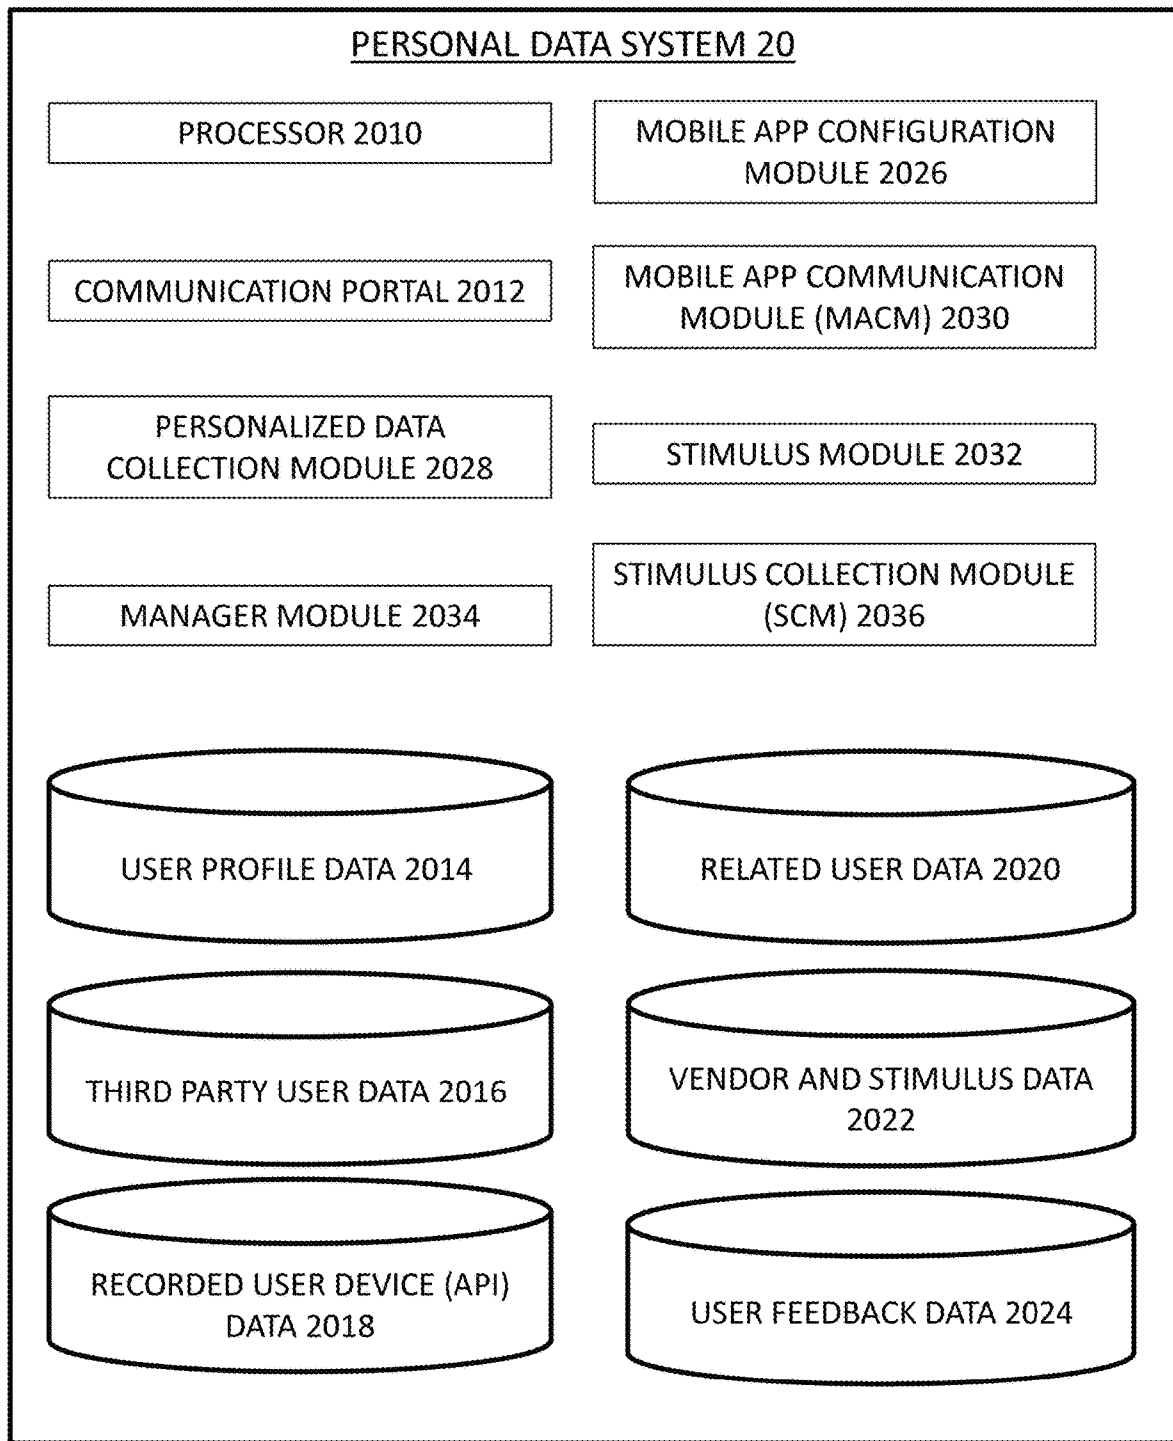 PERSONAL DATA SYSTEM 20
PROCESSOR 2010
MOBILE APP CONFIGURATION
MODULE 2026
COMMUNICATION PORTAL 2012
MOBILE APP COMMUNICATION
MODULE (MACM) 2030
PERSONALIZED DATA
COLLECTION MODULE 2028
STIMULUS MODULE 2032
MANAGER MODULE 2034
STIMULUS COLLECTION MODULE
(SCM) 2036
USER PROFILE DATA 2014
RELATED USER DATA 2020
THIRD PARTY USER DATA 2016
VENDOR AND STIMULUS DATA
2022
RECORDED USER DEVICE (API)
DATA 2018
USER FEEDBACK DATA 2024